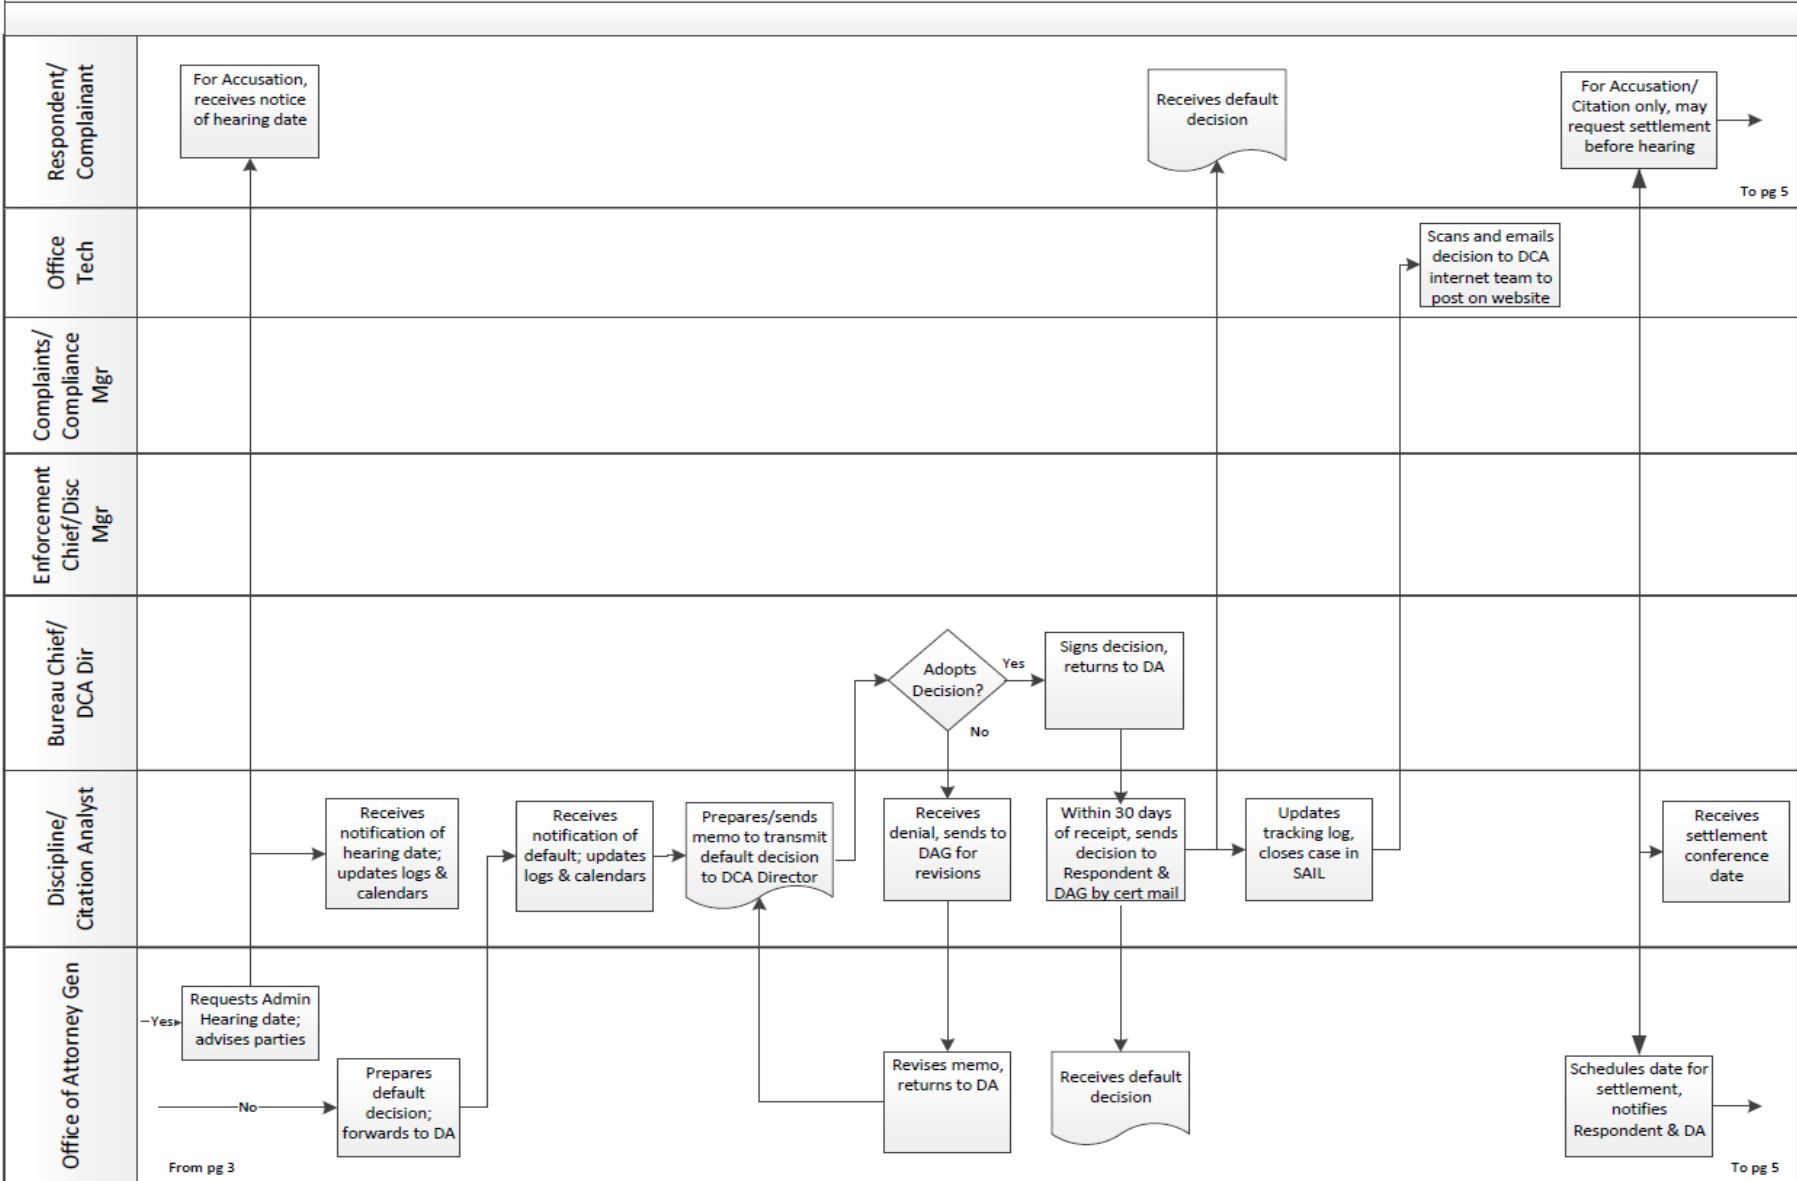 Respondent/
Complainant
For Accusation,
receives notice
of hearing date
Receives default
decision
For Accusation/
Citation only, may
request settlement
before hearing
To pg 5
Office
Tech
Scans and emails
decision to DCA
internet team to
post on website
Complaints/
Compliance
Mgr
Enforcement
Chief/Disc
Mgr
Bureau Chief/
DCA Dir
Adopts
Decision?
Yes
No
Signs decision,
returns to DA
Discipline/
Citation Analyst
Receives
notification of
hearing date;
updates logs &
calendars
Receives
notification of
default; updates
logs & calendars
Prepares/sends
memo to transmit
default decision
to DCA Director
Receives
denial, sends to
DAG for
revisions
Within 30 days
of receipt, sends
decision to
Respondent &
DAG by cert mail
Updates
tracking log,
closes case in
SAIL
Receives
settlement
conference
date
Office of Attorney Gen
Yes
Requests Admin
Hearing date;
advises parties
No
Prepares
default
decision;
forwards to DA
Revises memo,
returns to DA
Receives default
decision
Schedules date for
settlement,
notifies
Respondent & DA
From pg 3
To pg 5